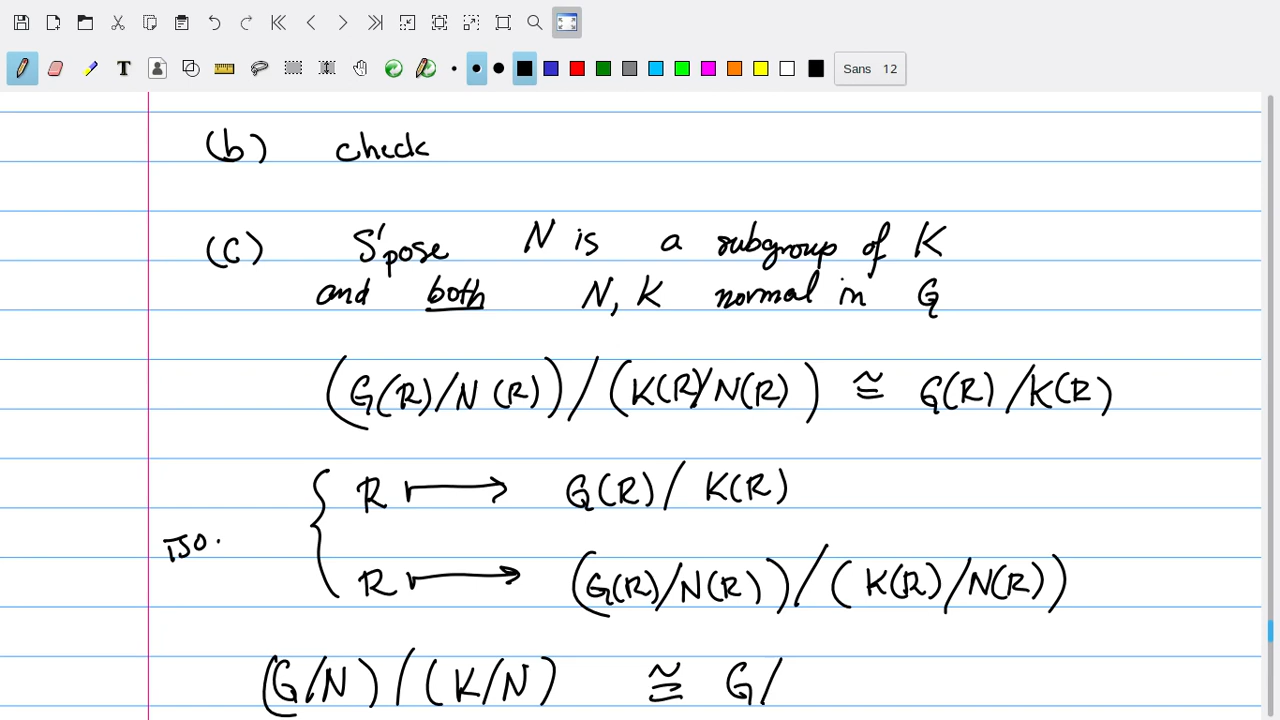 Sans 12
(b) check
(c) S'pose N is a subgroup of K
and both N, K normal in G
(G(R)/N(R))/(K(R)/N(R)) ≅ G(R)/K(R)
R ⟼ G(R)/K(R)
iso.
R ⟼ (G(R)/N(R))/(K(R)/N(R))
(G/N)/(K/N) ≅ G/